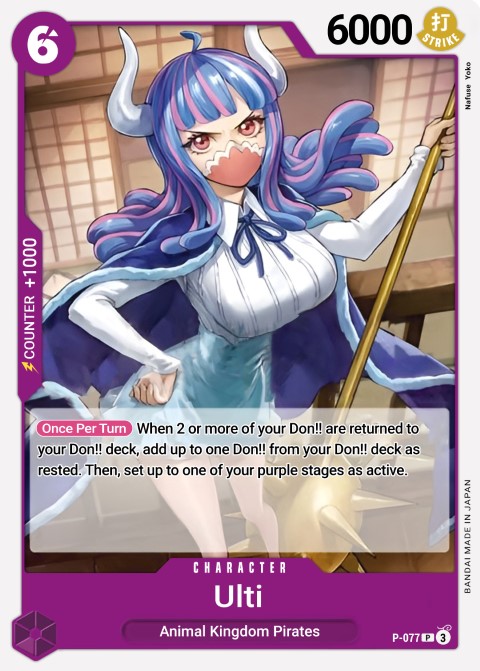 6
6000
打
STRIKE
Nafuse Yoko
COUNTER +1000
Once Per Turn When 2 or more of your Don!! are returned to
your Don!! deck, add up to one Don!! from your Don!! deck as
rested. Then, set up to one of your purple stages as active.
BANDAI MADE IN JAPAN
CHARACTER
Ulti
Animal Kingdom Pirates
P-077 P 3